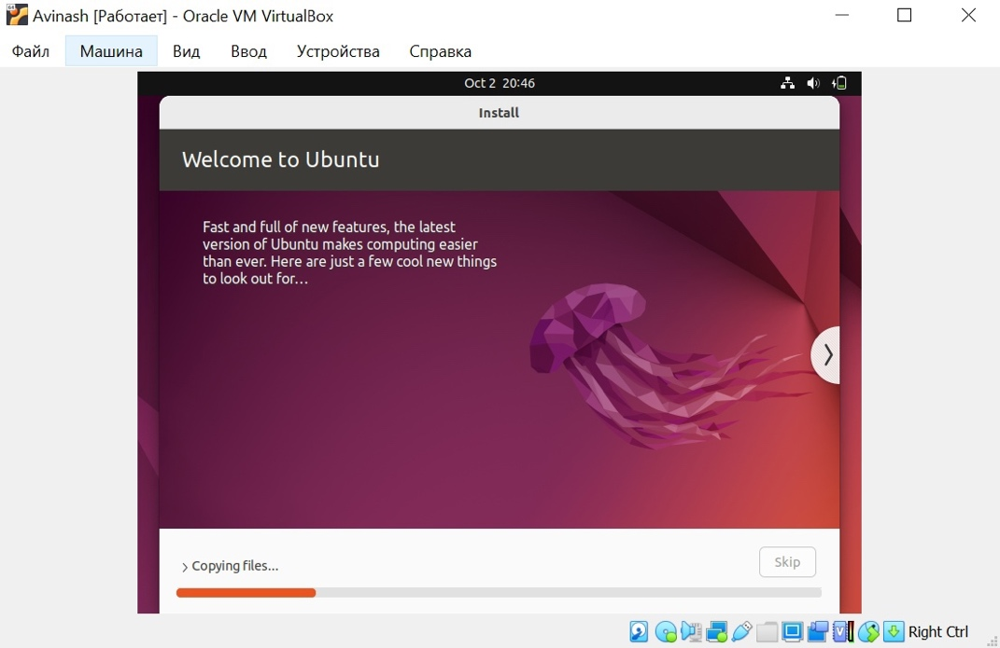 Avinash [Работает] - Oracle VM VirtualBox
Файл Машина Вид Ввод Устройства Справка
Oct 2 20:46
Install
Welcome to Ubuntu
Fast and full of new features, the latest
version of Ubuntu makes computing easier
than ever. Here are just a few cool new things
to look out for…
Copying files…
Skip
Right Ctrl